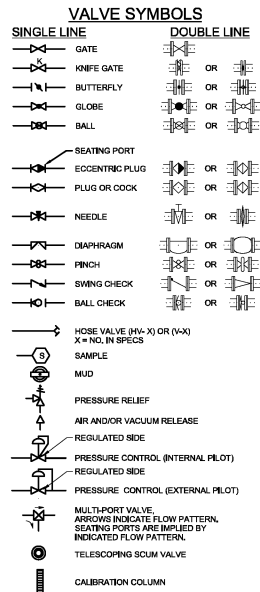 VALVE SYMBOLS
SINGLE LINE DOUBLE LINE
GATE
K KNIFE GATE OR
BUTTERFLY OR
GLOBE OR
BALL OR
SEATING PORT
ECCENTRIC PLUG OR
PLUG OR COCK OR
NEEDLE OR
DIAPHRAGM OR
PINCH OR
SWING CHECK OR
BALL CHECK OR
HOSE VALVE (HV- X) OR (V-X)
X = NO. IN SPECS
S SAMPLE
MUD
PRESSURE RELIEF
AIR AND/OR VACUUM RELEASE
REGULATED SIDE
PRESSURE CONTROL (INTERNAL PILOT)
REGULATED SIDE
PRESSURE CONTROL (EXTERNAL PILOT)
MULTI-PORT VALVE,
ARROWS INDICATE FLOW PATTERN.
SEATING PORTS ARE IMPLIED BY
INDICATED FLOW PATTERN.
TELESCOPING SCUM VALVE
CALIBRATION COLUMN